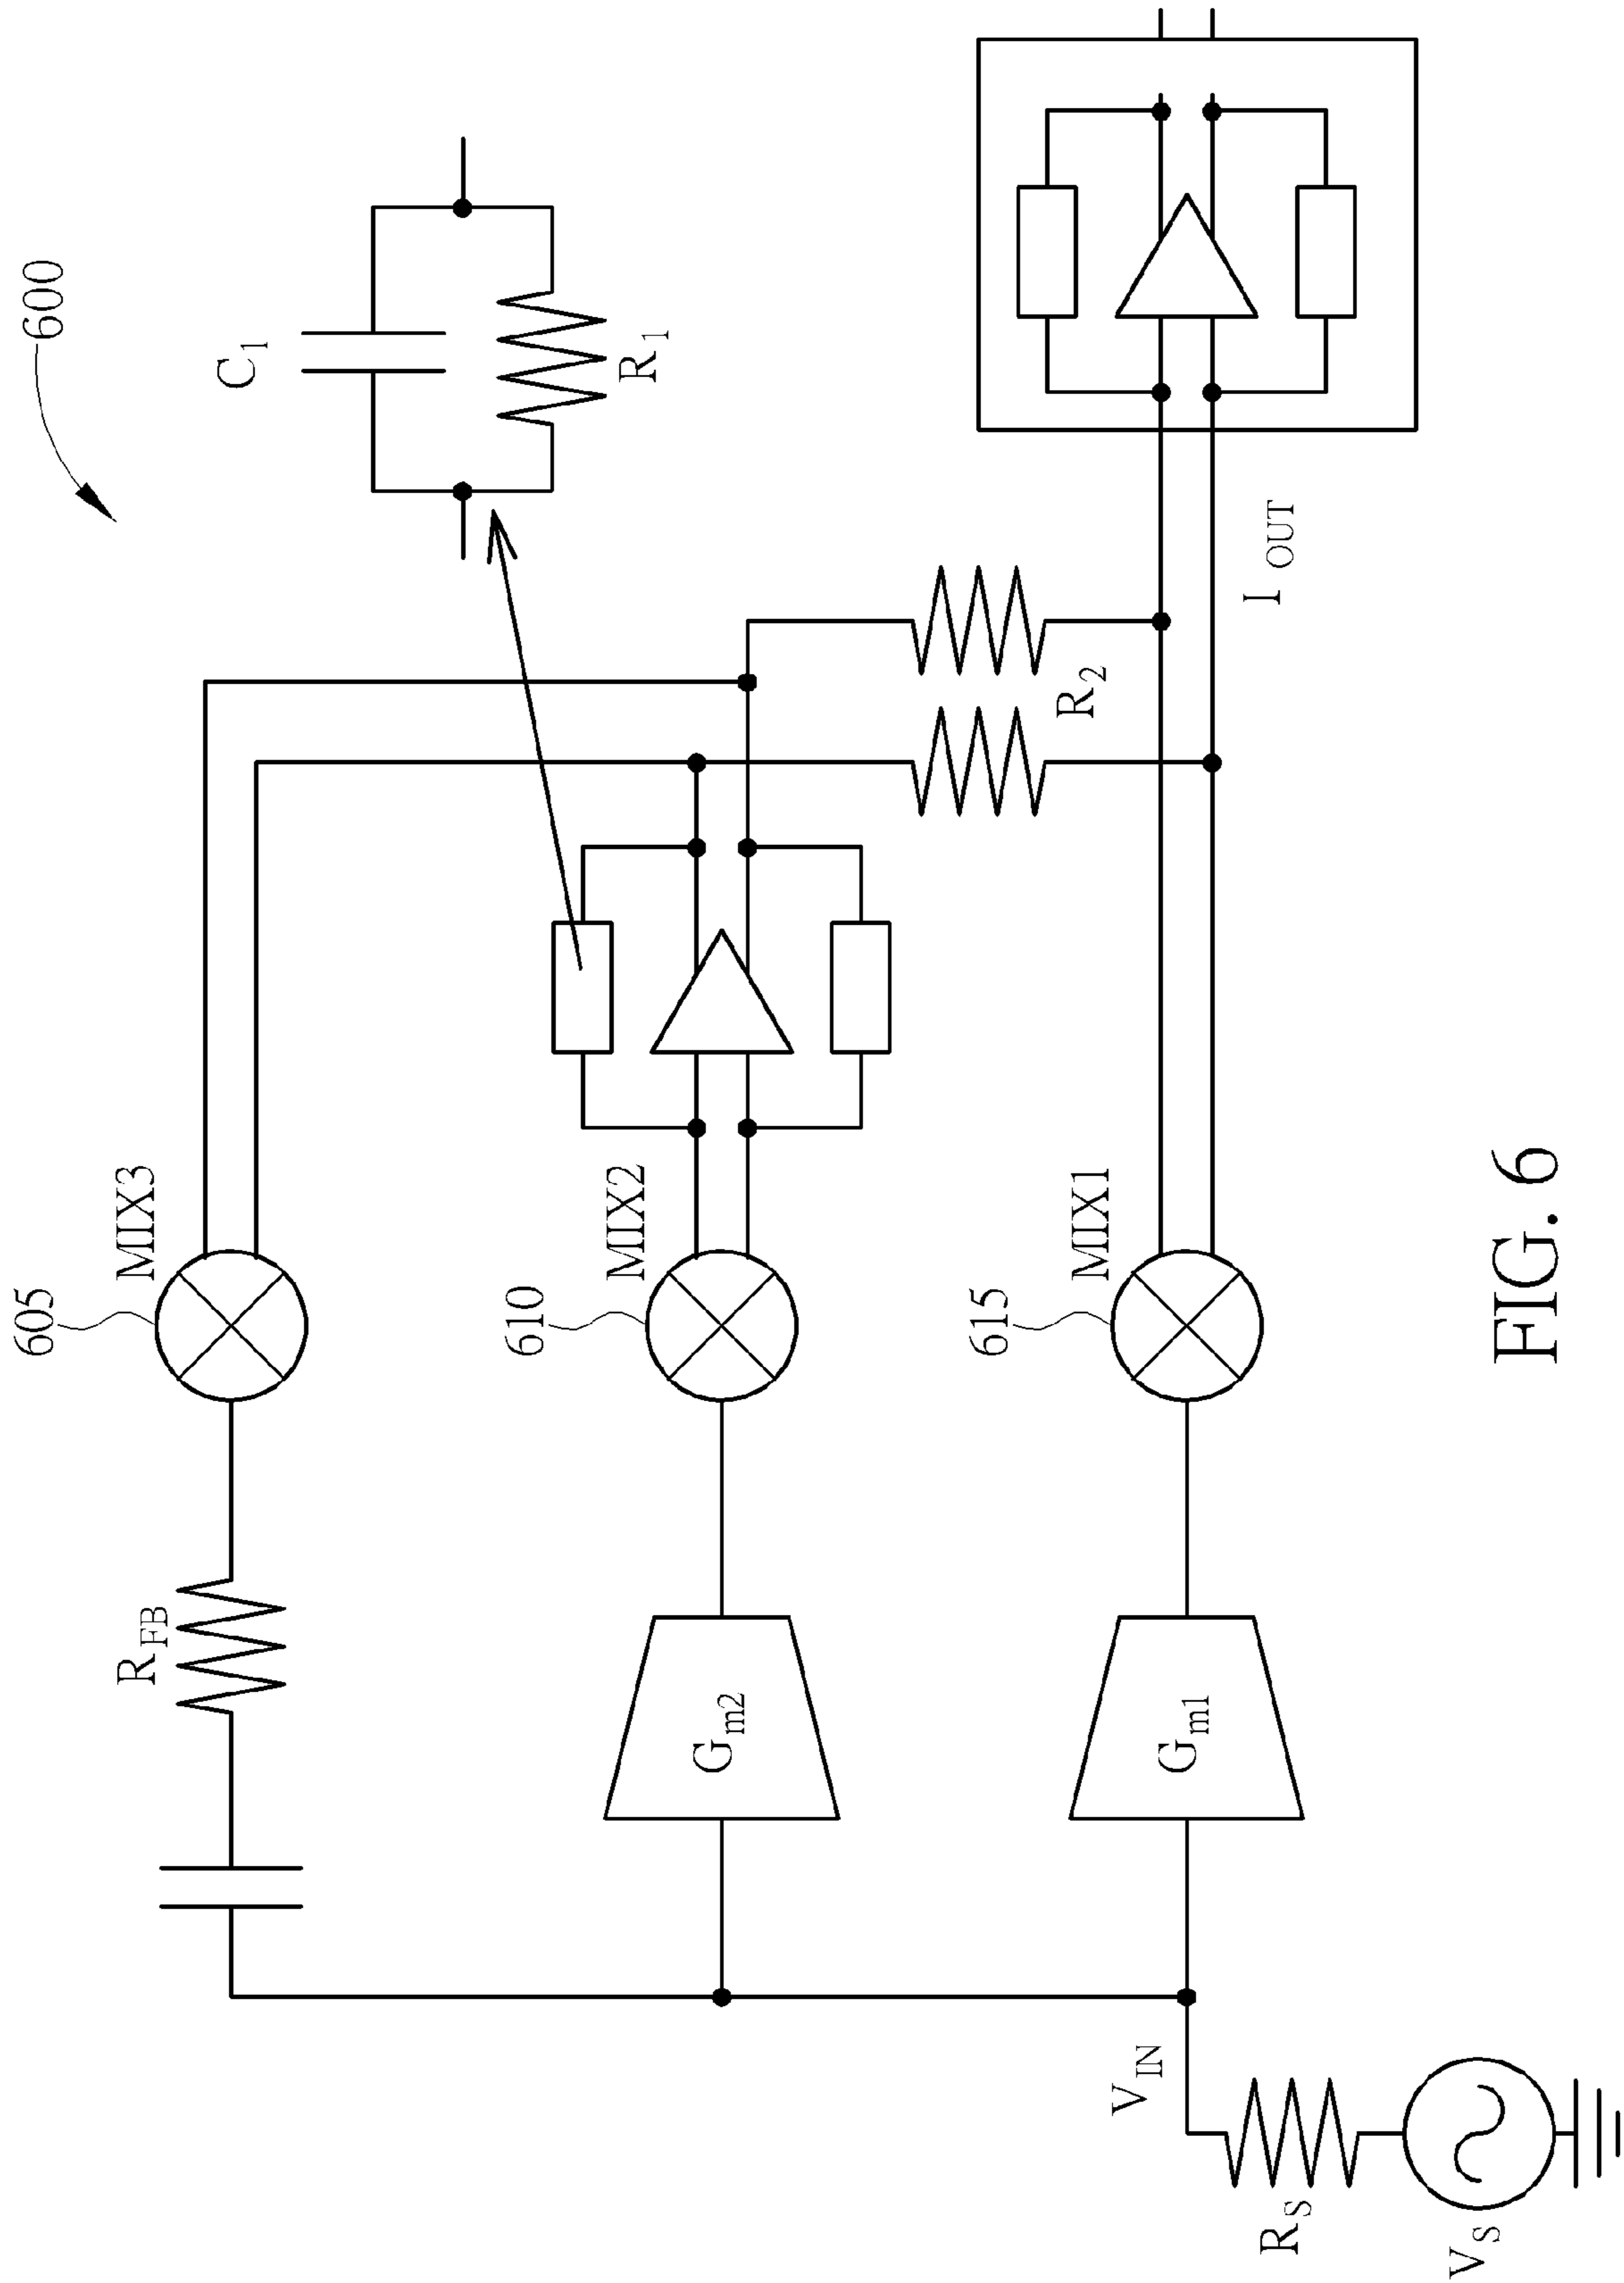 600
C1
R1
605
MIX3
RFB
610
MIX2
Gm2
R2
615
MIX1
Gm1
IOUT
VIN
RS
VS
FIG. 6